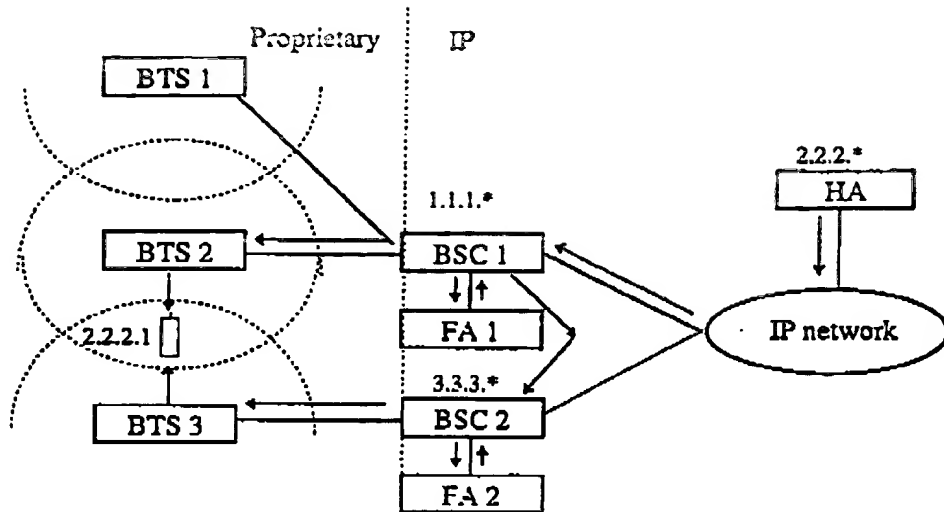 Proprietary IP
BTS 1
2.2.2.*
HA
1.1.1.*
BTS 2
BSC 1
2.2.2.1
FA 1
IP network
3.3.3.*
BTS 3
BSC 2
FA 2